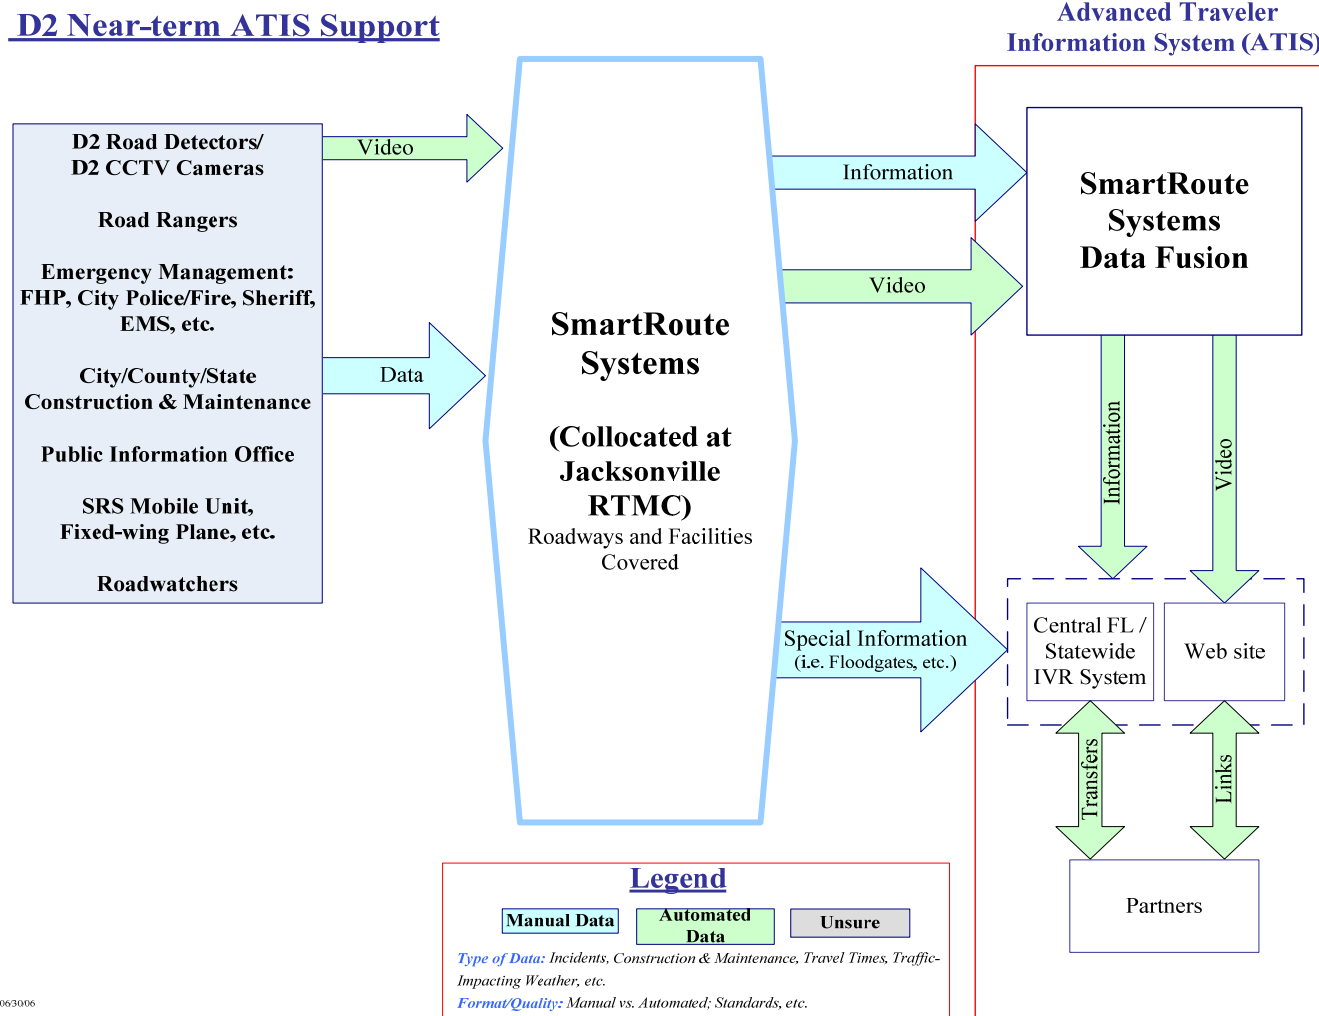 D2 Near-term ATIS Support
Advanced Traveler
Information System (ATIS)
D2 Road Detectors/
D2 CCTV Cameras
Road Rangers
Emergency Management:
FHP, City Police/Fire, Sheriff,
EMS, etc.
City/County/State
Construction & Maintenance
Public Information Office
SRS Mobile Unit,
Fixed-wing Plane, etc.
Roadwatchers
Video
Data
SmartRoute
Systems
(Collocated at
Jacksonville
RTMC)
Roadways and Facilities
Covered
Information
Video
Special Information
(i.e. Floodgates, etc.)
SmartRoute
Systems
Data Fusion
Information
Video
Central FL /
Statewide
IVR System
Web site
Transfers
Links
Partners
Legend
Manual Data
Automated
Data
Unsure
Type of Data: Incidents, Construction & Maintenance, Travel Times, Traffic-
Impacting Weather, etc.
Format/Quality: Manual vs. Automated; Standards, etc.
063006